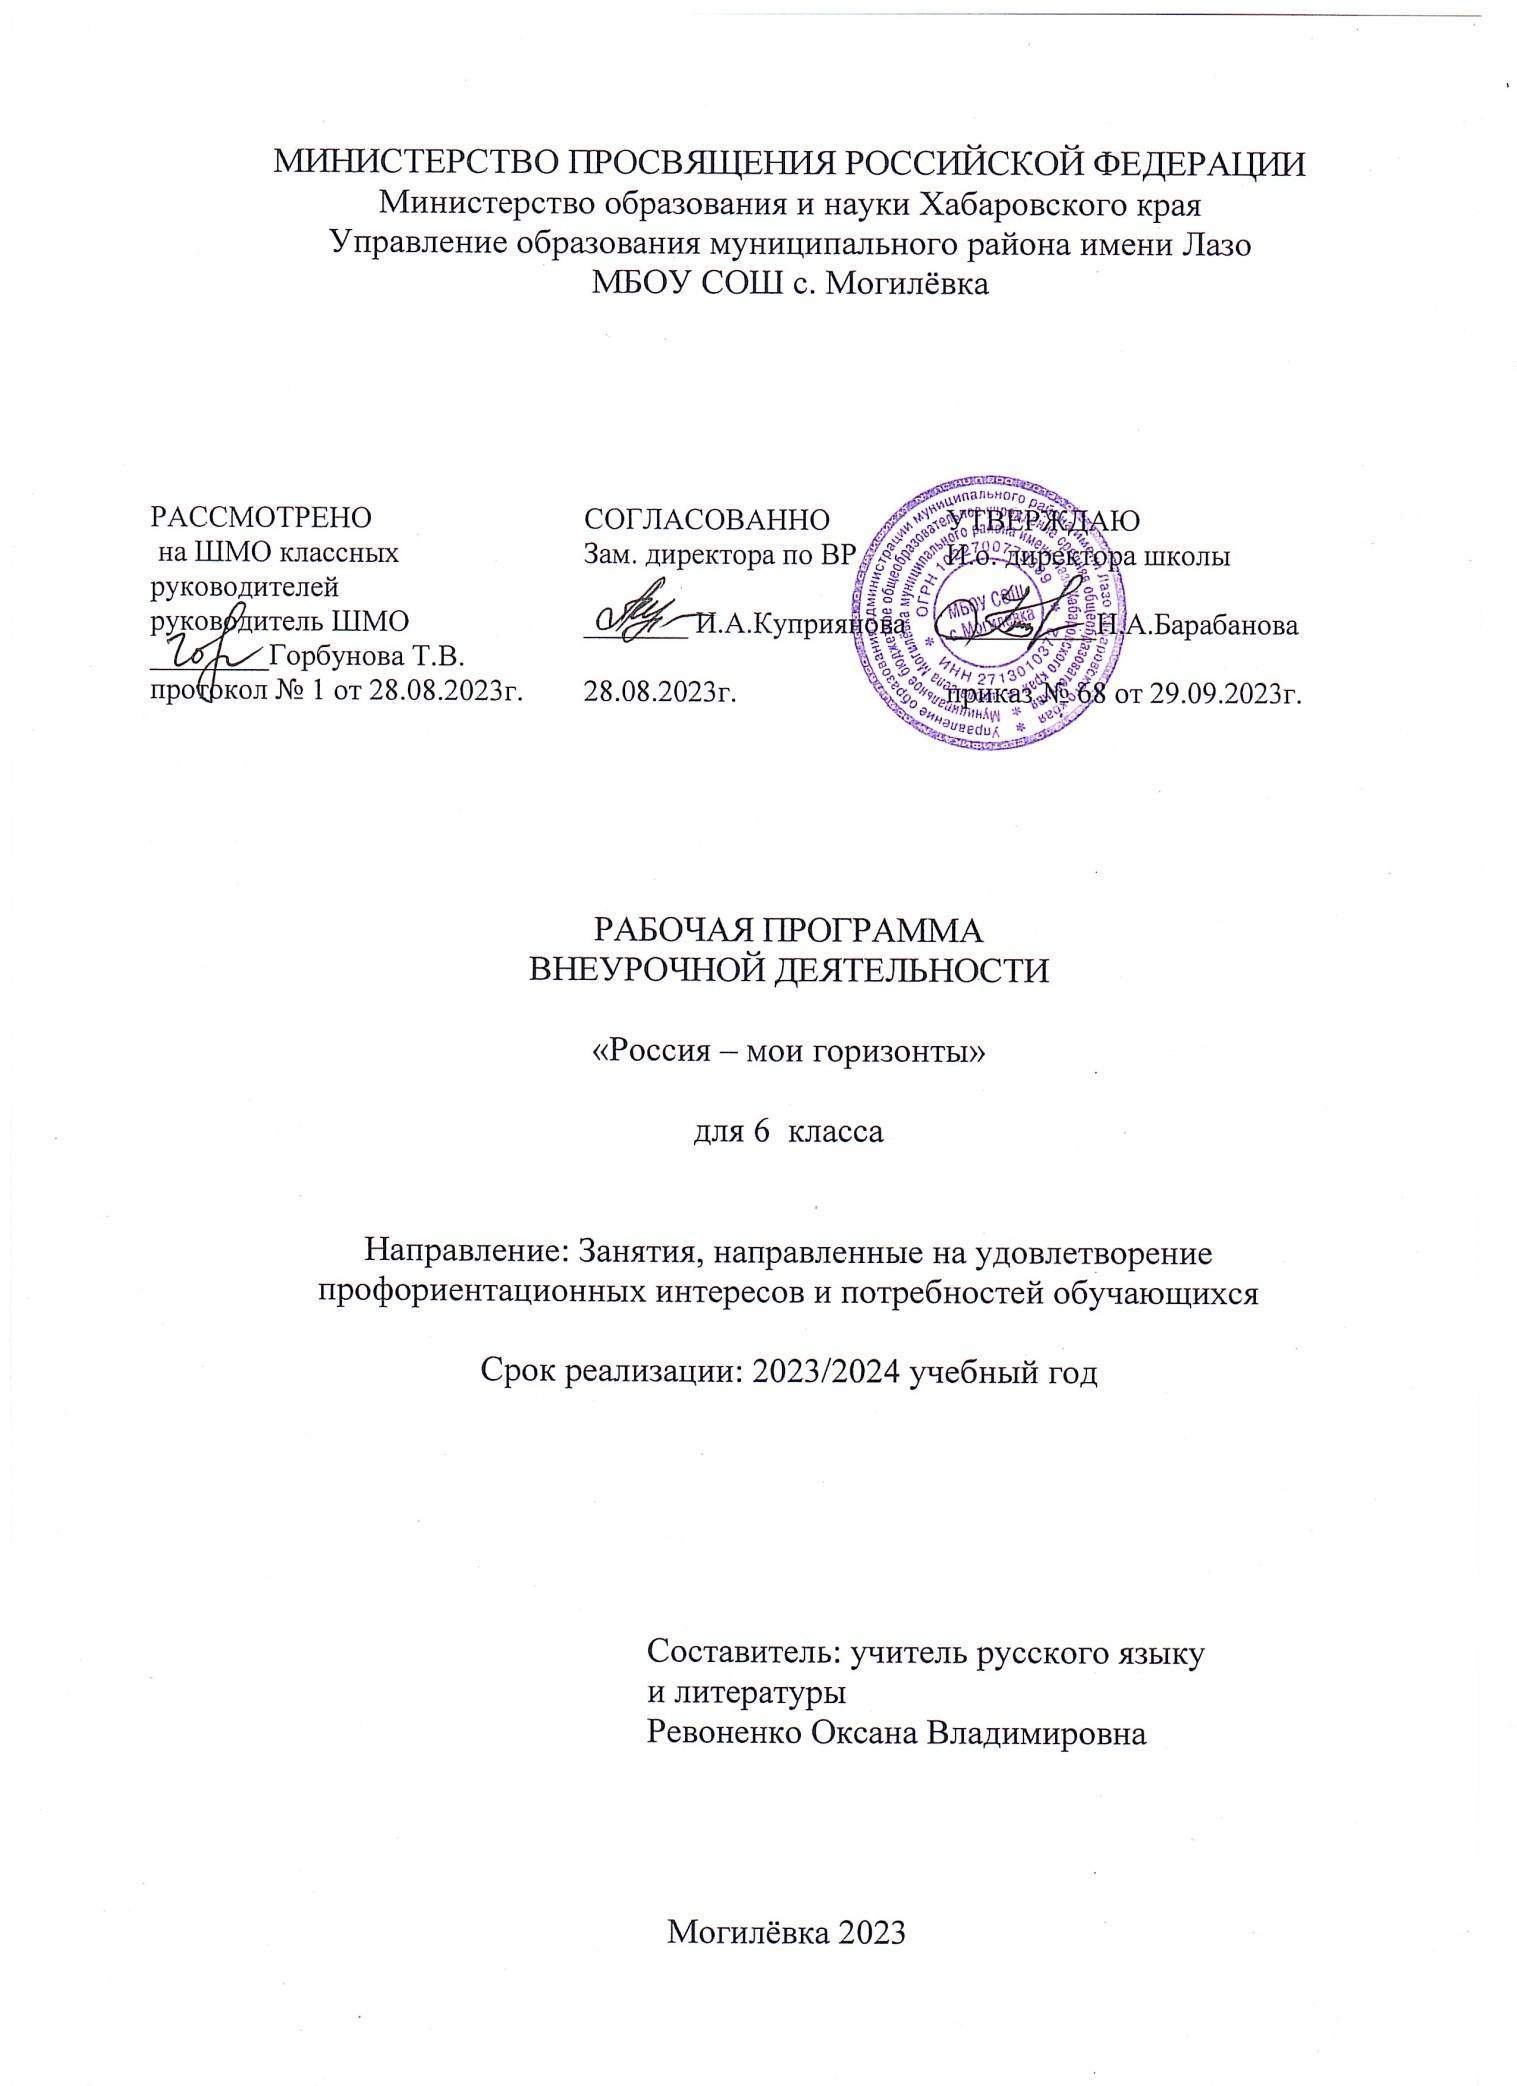 МИНИСТЕРСТВО ПРОСВЯЩЕНИЯ РОССИЙСКОЙ ФЕДЕРАЦИИ
Министерство образования и науки Хабаровского края
Управление образования муниципального района имени Лазо
МБОУ СОШ с. Могилёвка
РАССМОТРЕНО
на ШМО классных
руководителей
руководитель ШМО
Горбунова Т.В.
протокол № 1 от 28.08.2023г.
СОГЛАСОВАННО
Зам. директора по ВР
И.А.Куприянова
28.08.2023г.
УТВЕРЖДАЮ
И.о. директора школы
Н.А.Барабанова
приказ № 68 от 29.09.2023г.
МБОУ СОШ
с. Могилёвка
РАБОЧАЯ ПРОГРАММА
ВНЕУРОЧНОЙ ДЕЯТЕЛЬНОСТИ
«Россия – мои горизонты»
для 6 класса
Направление: Занятия, направленные на удовлетворение
профориентационных интересов и потребностей обучающихся
Срок реализации: 2023/2024 учебный год
Составитель: учитель русского языку
и литературы
Ревоненко Оксана Владимировна
Могилёвка 2023